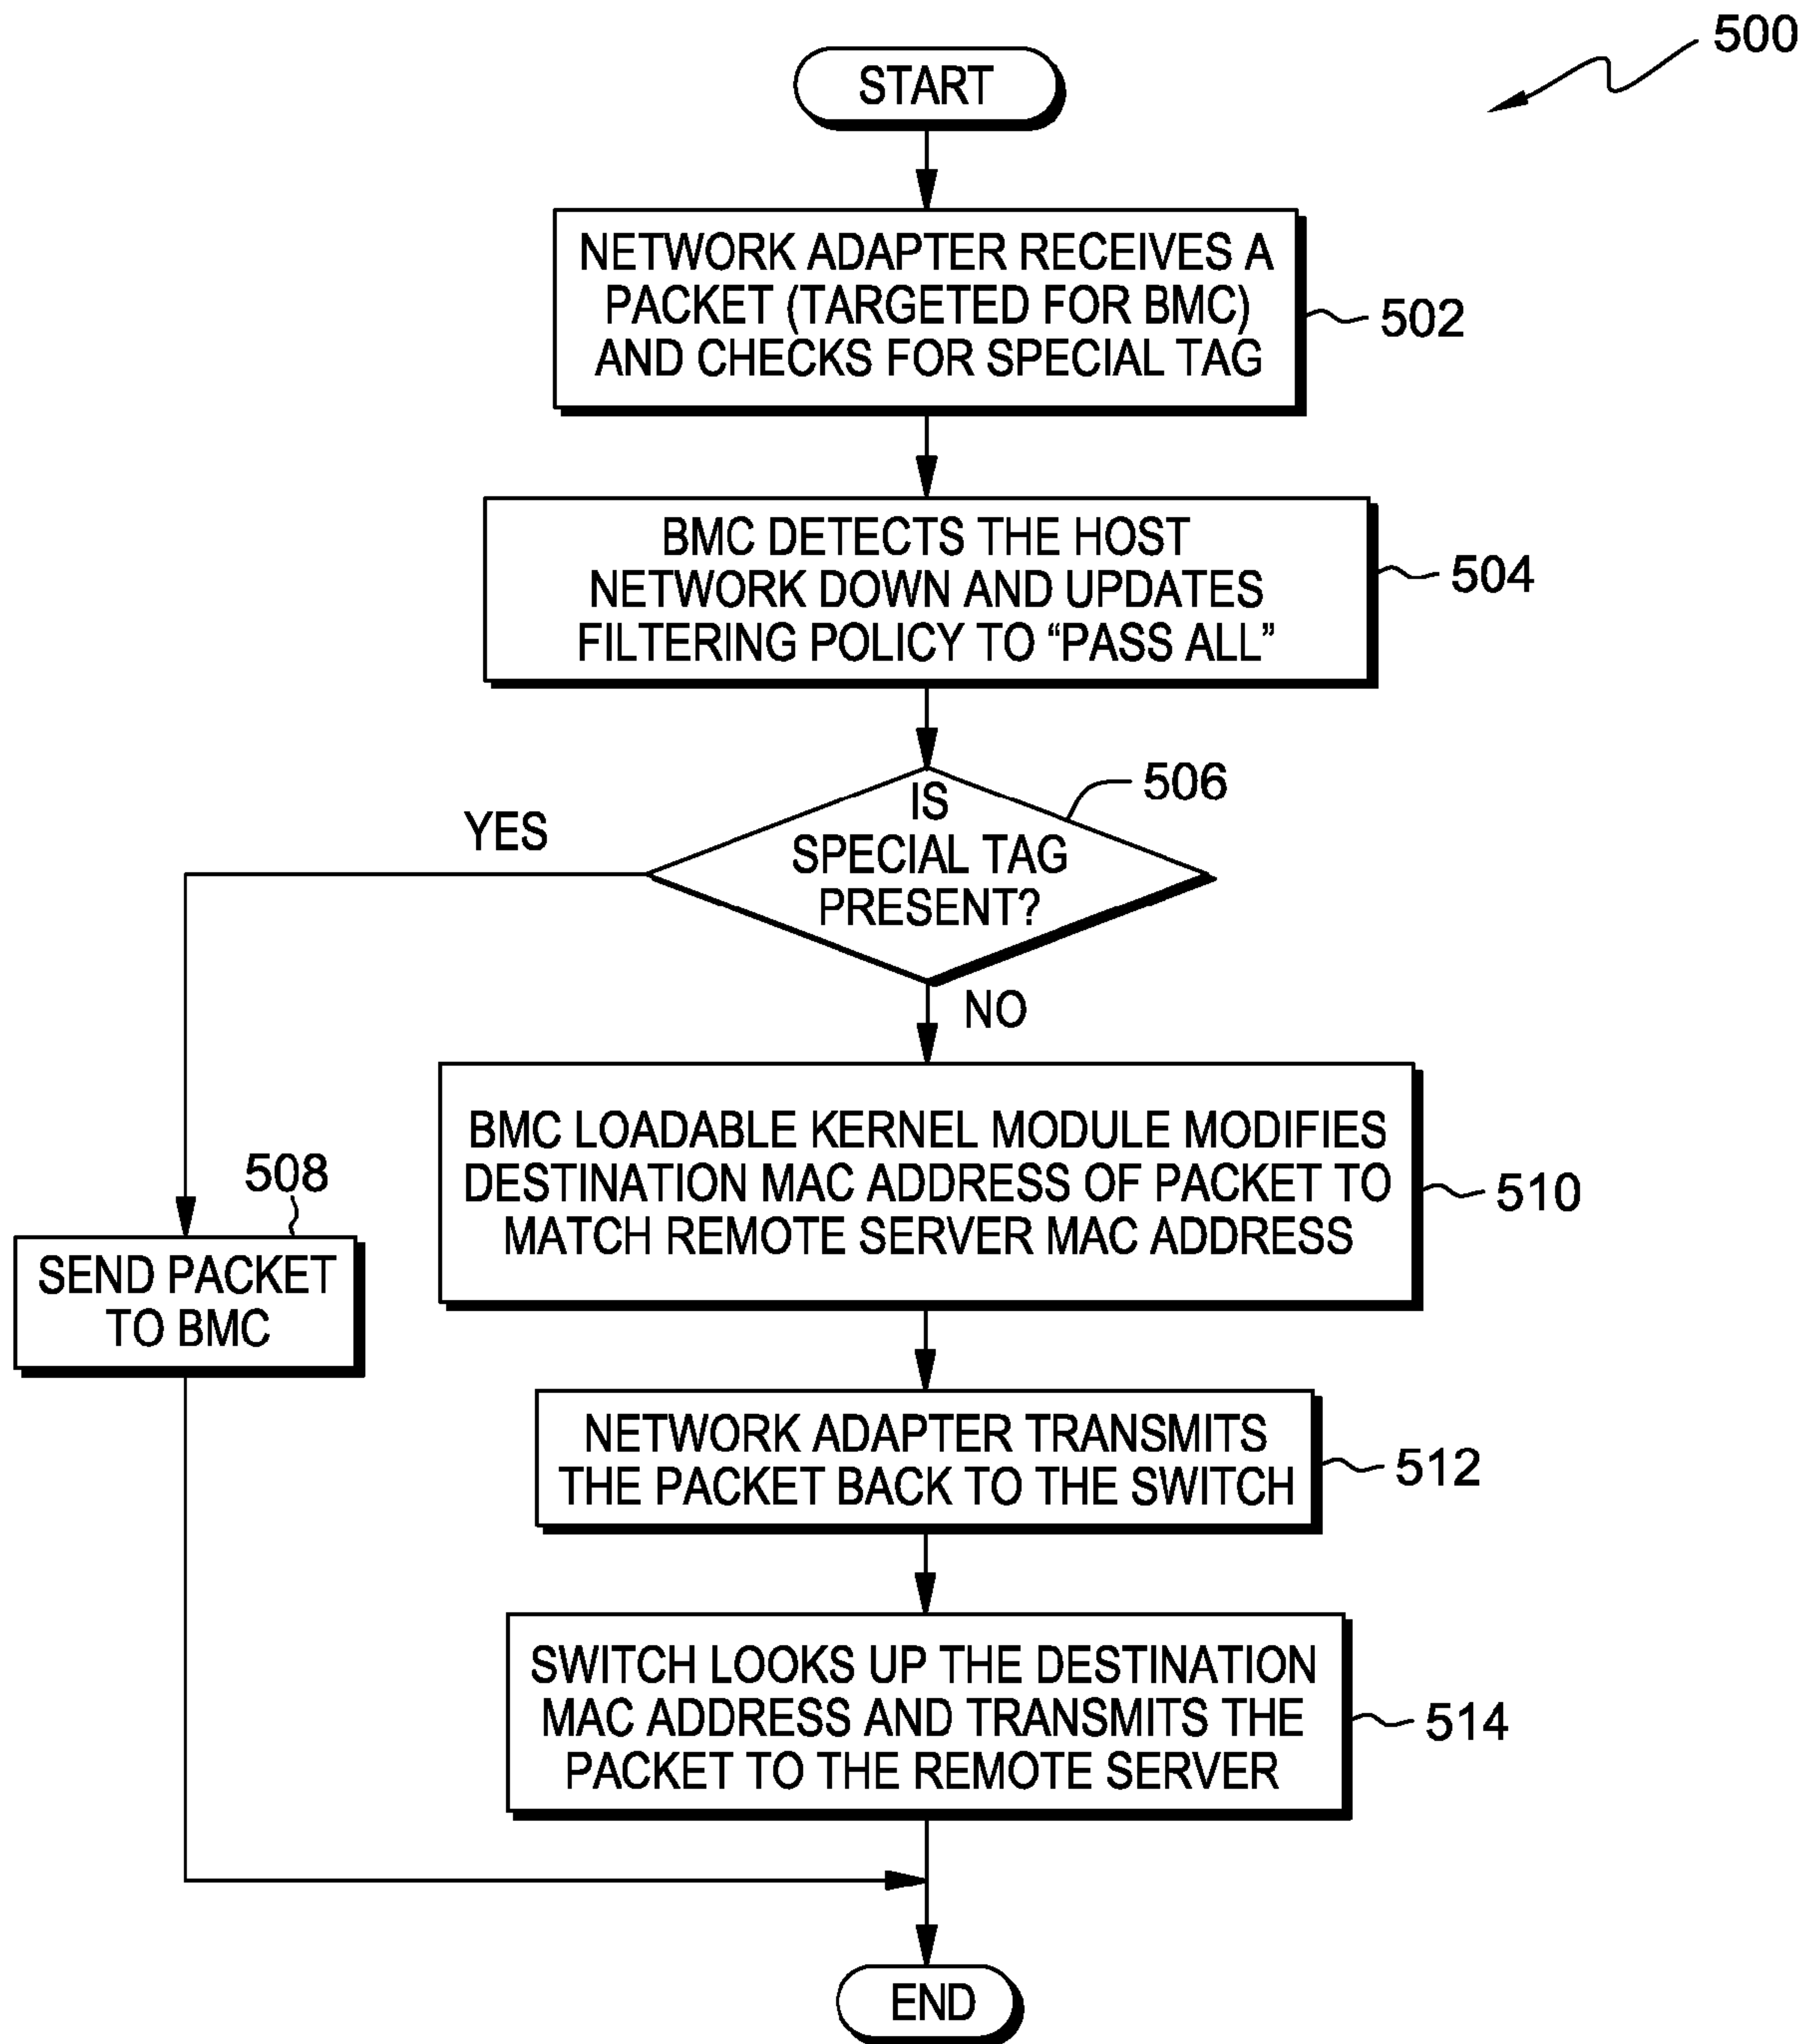 500
START
NETWORK ADAPTER RECEIVES A
PACKET (TARGETED FOR BMC)
AND CHECKS FOR SPECIAL TAG
502
BMC DETECTS THE HOST
NETWORK DOWN AND UPDATES
FILTERING POLICY TO “PASS ALL”
504
IS
SPECIAL TAG
PRESENT?
506
YES
NO
508
SEND PACKET
TO BMC
BMC LOADABLE KERNEL MODULE MODIFIES
DESTINATION MAC ADDRESS OF PACKET TO
MATCH REMOTE SERVER MAC ADDRESS
510
NETWORK ADAPTER TRANSMITS
THE PACKET BACK TO THE SWITCH
512
SWITCH LOOKS UP THE DESTINATION
MAC ADDRESS AND TRANSMITS THE
PACKET TO THE REMOTE SERVER
514
END